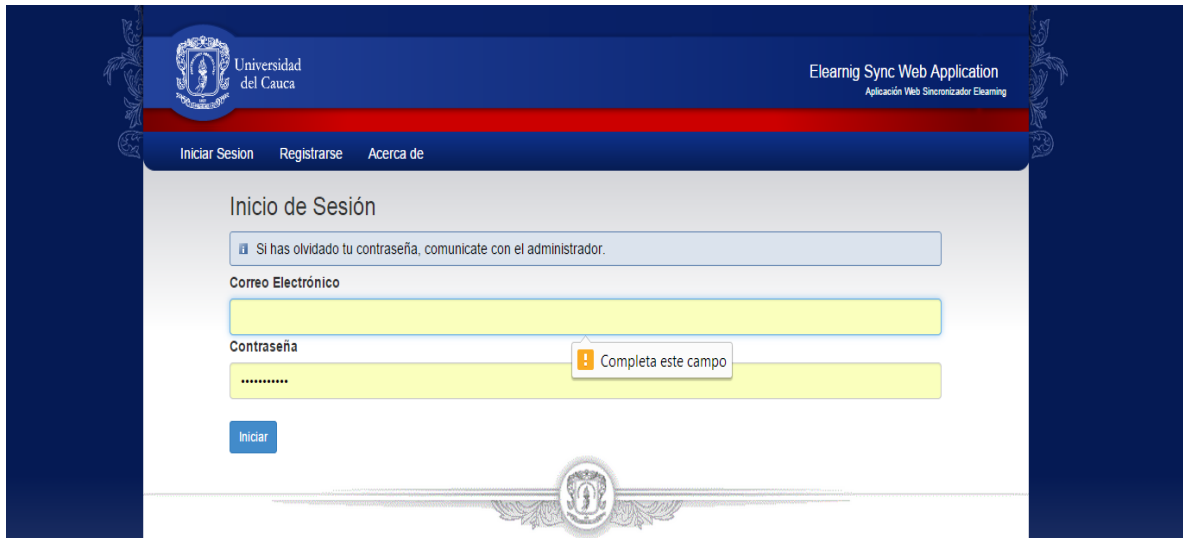 Universidad
del Cauca
Elearnig Sync Web Application
Aplicación Web Sincronizador Elearning
Iniciar Sesion Registrarse Acerca de
Inicio de Sesión
Si has olvidado tu contraseña, comunicate con el administrador.
Correo Electrónico
Contraseña
Completa este campo
•••••••••••
Iniciar